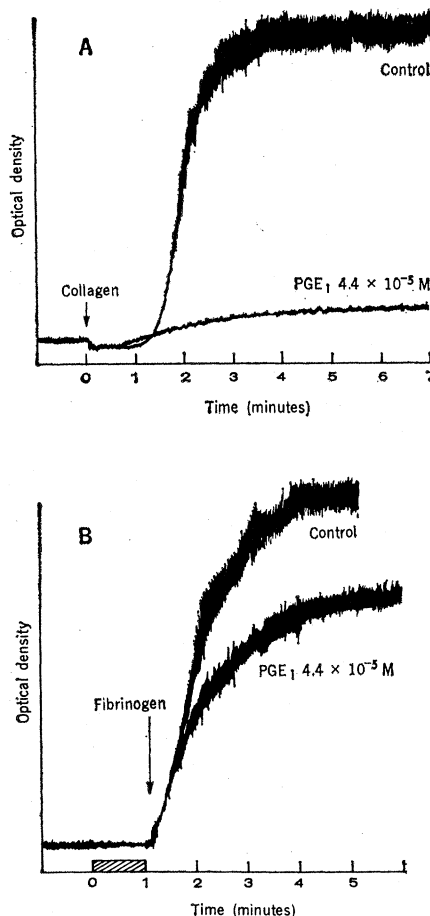 A
Optical density
Control
Collagen
PGE₁ 4.4 × 10⁻⁵ M
0 1 2 3 4 5 6 7
Time (minutes)
B
Optical density
Control
PGE₁ 4.4 × 10⁻⁵ M
Fibrinogen
0 1 2 3 4 5
Time (minutes)